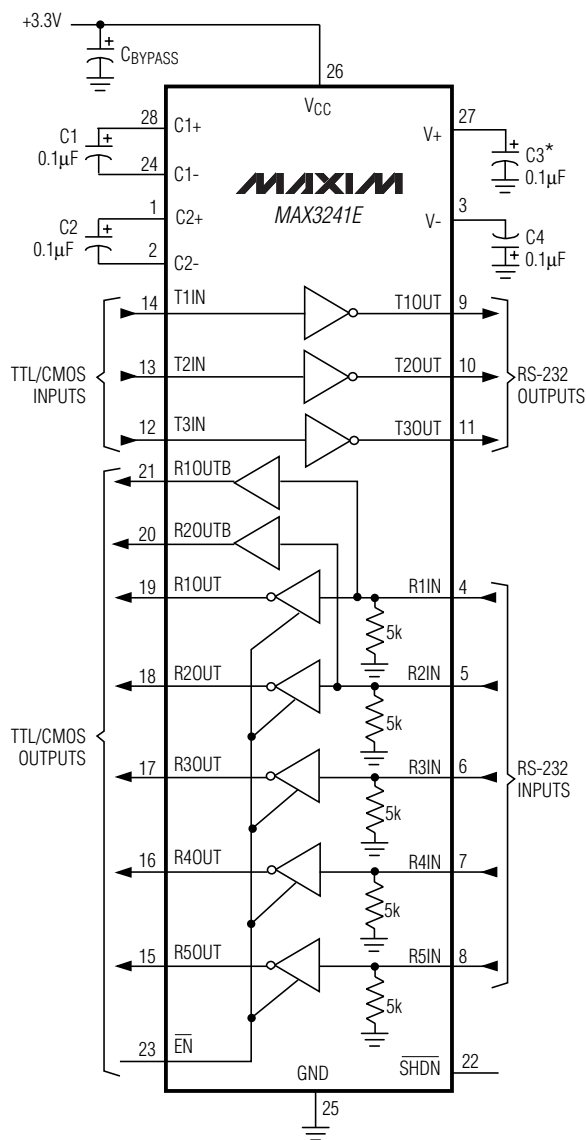 +3.3V
CBYPASS
26
VCC
28 C1+
C1
0.1µF
24 C1-
1 C2+
C2
0.1µF
2 C2-
V+ 27
C3*
0.1µF
V- 3
C4
0.1µF
MAXIM
MAX3241E
14 T1IN T1OUT 9
13 T2IN T2OUT 10
12 T3IN T3OUT 11
TTL/CMOS
INPUTS
RS-232
OUTPUTS
21 R1OUTB
20 R2OUTB
19 R1OUT R1IN 4
5k
18 R2OUT R2IN 5
5k
17 R3OUT R3IN 6
5k
16 R4OUT R4IN 7
5k
15 R5OUT R5IN 8
5k
TTL/CMOS
OUTPUTS
RS-232
INPUTS
23 EN
SHDN 22
GND
25